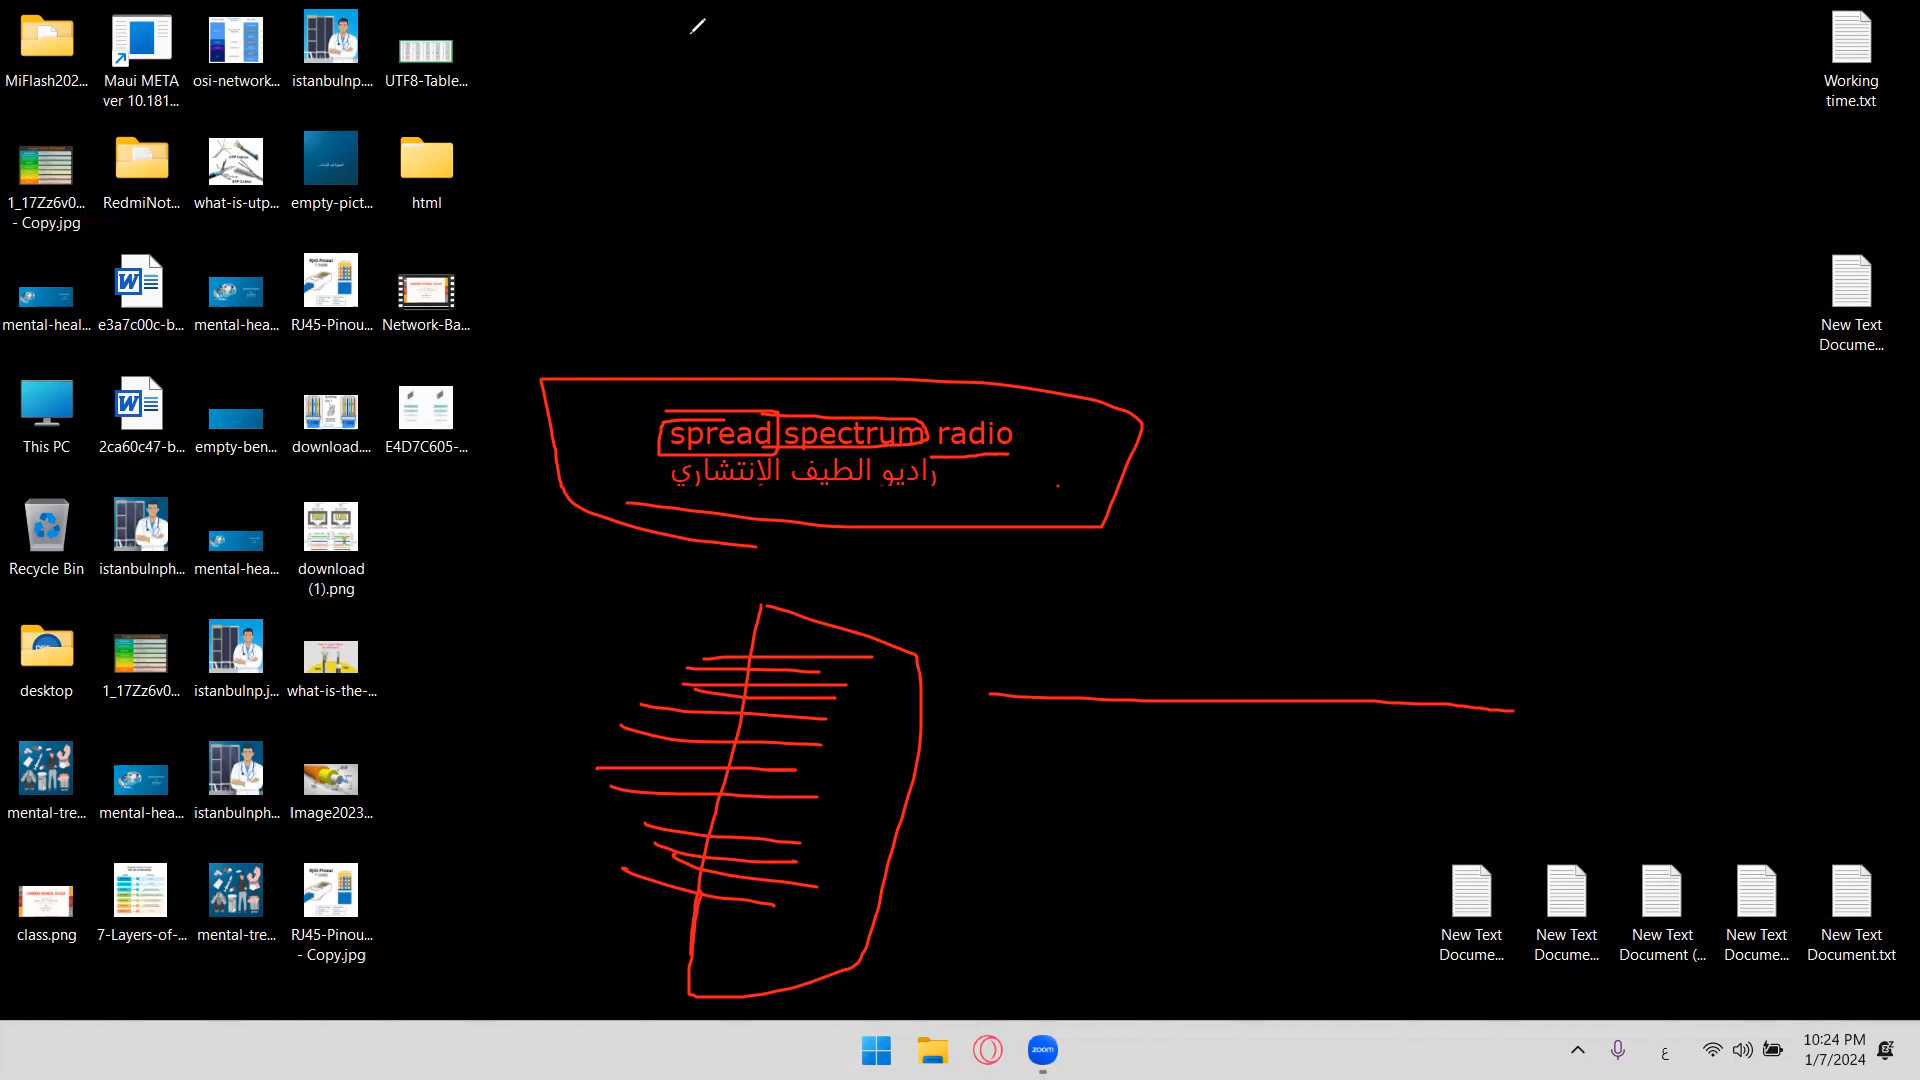 MiFlash202...
Maui META
ver 10.181...
osi-network...
istanbulnp....
UTF8-Table...
Working
time.txt
1_17Zz6v0...
- Copy.jpg
RedmiNot...
what-is-utp...
empty-pict...
html
mental-heal...
e3a7c00c-b...
mental-hea...
RJ45-Pinou...
Network-Ba...
New Text
Docume...
This PC
2ca60c47-b...
empty-ben...
download....
E4D7C605-...
spread spectrum radio
راديو الطيف الإنتشاري
Recycle Bin
istanbulnph...
mental-hea...
download
(1).png
desktop
1_17Zz6v0...
istanbulnp.j...
what-is-the-...
mental-tre...
mental-hea...
istanbulnph...
Image2023...
class.png
7-Layers-of-...
mental-tre...
RJ45-Pinou...
- Copy.jpg
New Text
Docume...
New Text
Docume...
New Text
Document (...
New Text
Docume...
New Text
Document.txt
zoom
ع
10:24 PM
1/7/2024